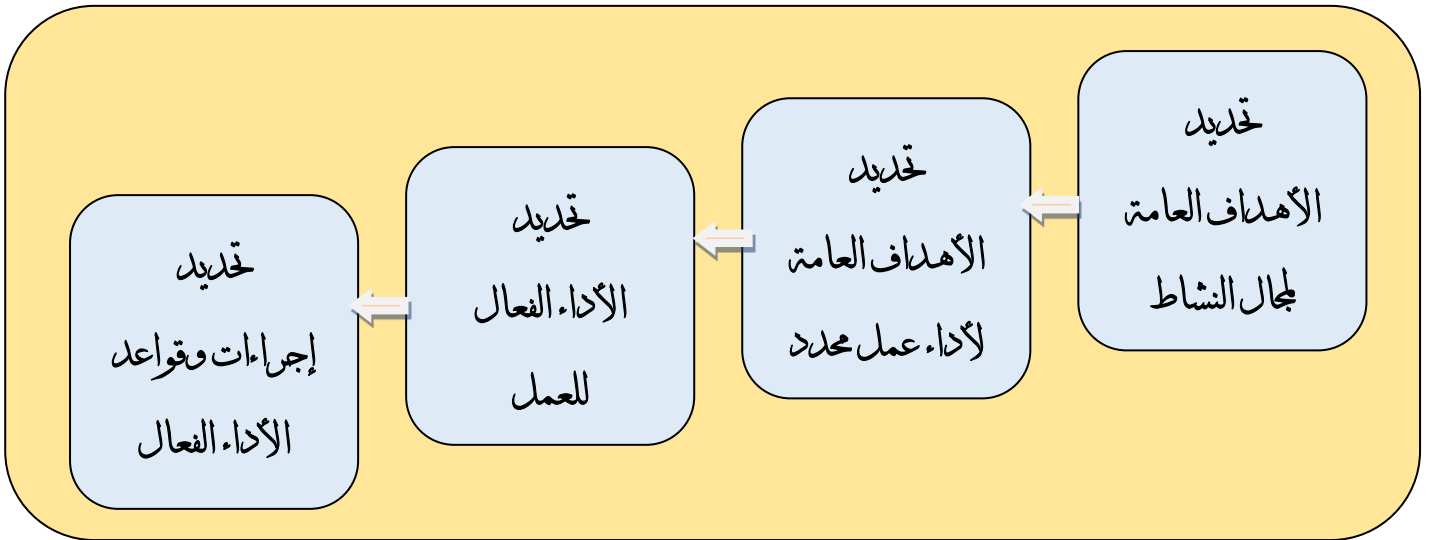 تحديد
الأهداف العامة
لمجال النشاط
تحديد
الأهداف العامة
لأداء عمل محدد
تحديد
الأداء الفعال
للعمل
تحديد
إجراءات وقواعد
الأداء الفعال